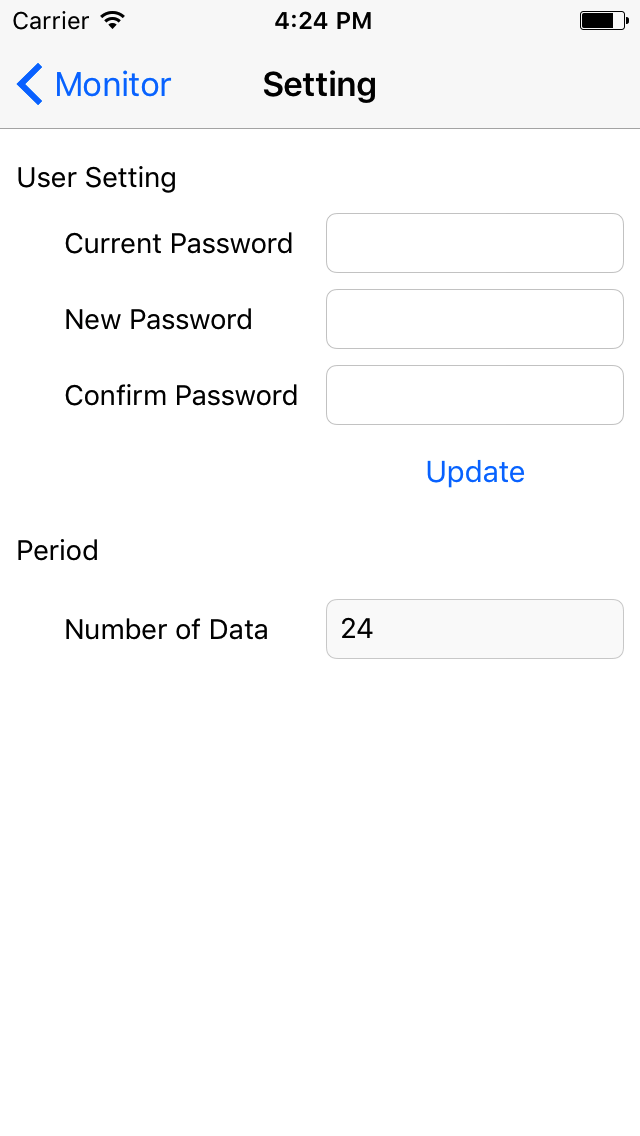 Carrier 4:24 PM
Monitor Setting
User Setting
Current Password
New Password
Confirm Password
Update
Period
Number of Data 24